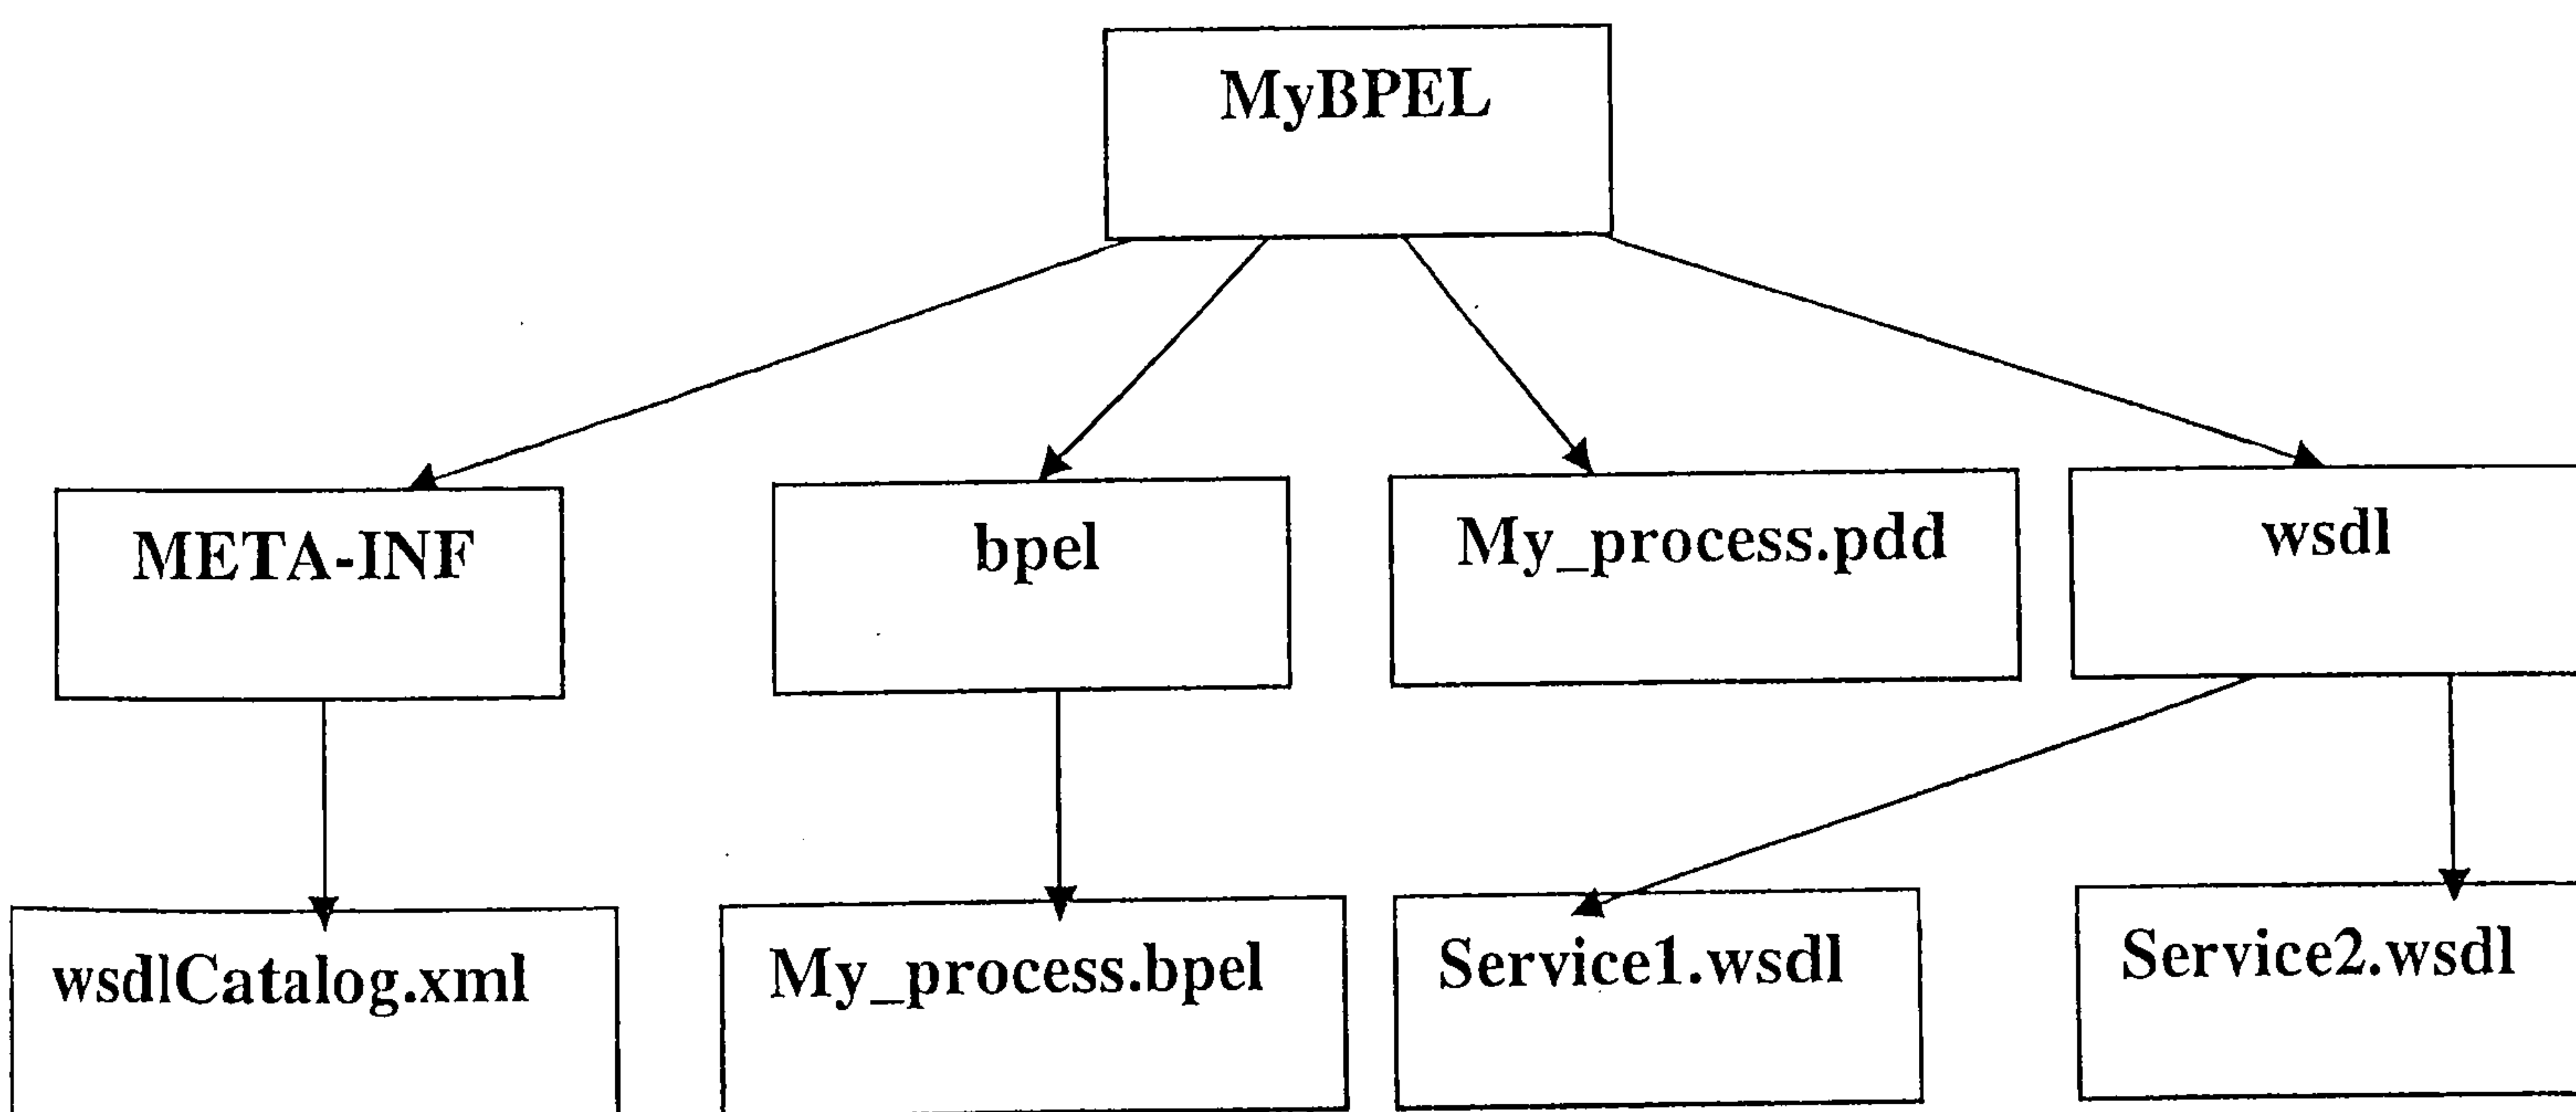 MyBPEL
META-INF
bpel
My_process.pdd
wsdl
wsdlCatalog.xml
My_process.bpel
Service1.wsdl
Service2.wsdl